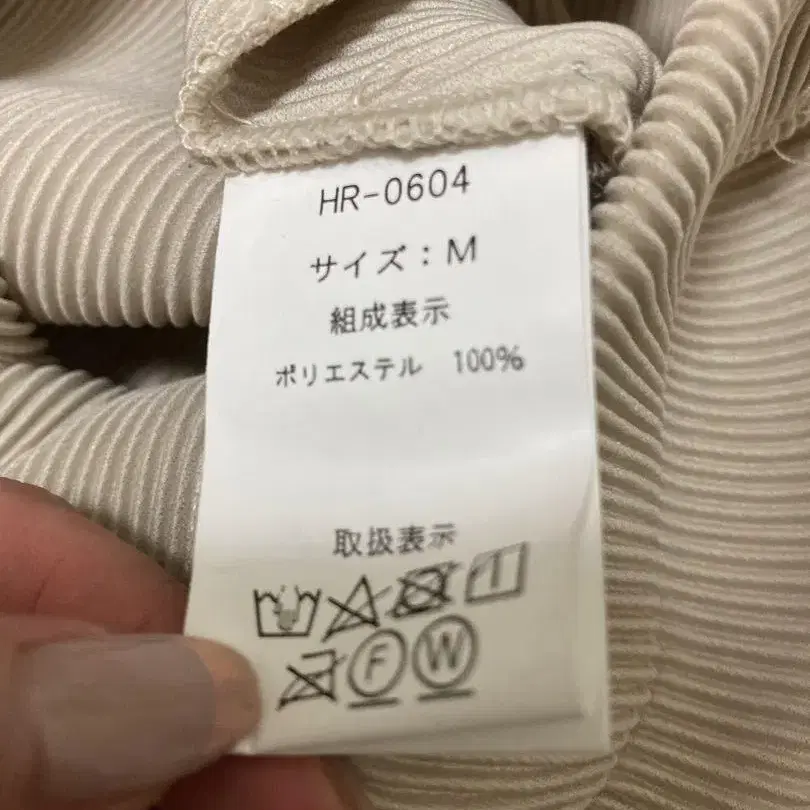 HR-0604
サイズ：M
組成表示
ポリエステル 100%
取扱表示
F W